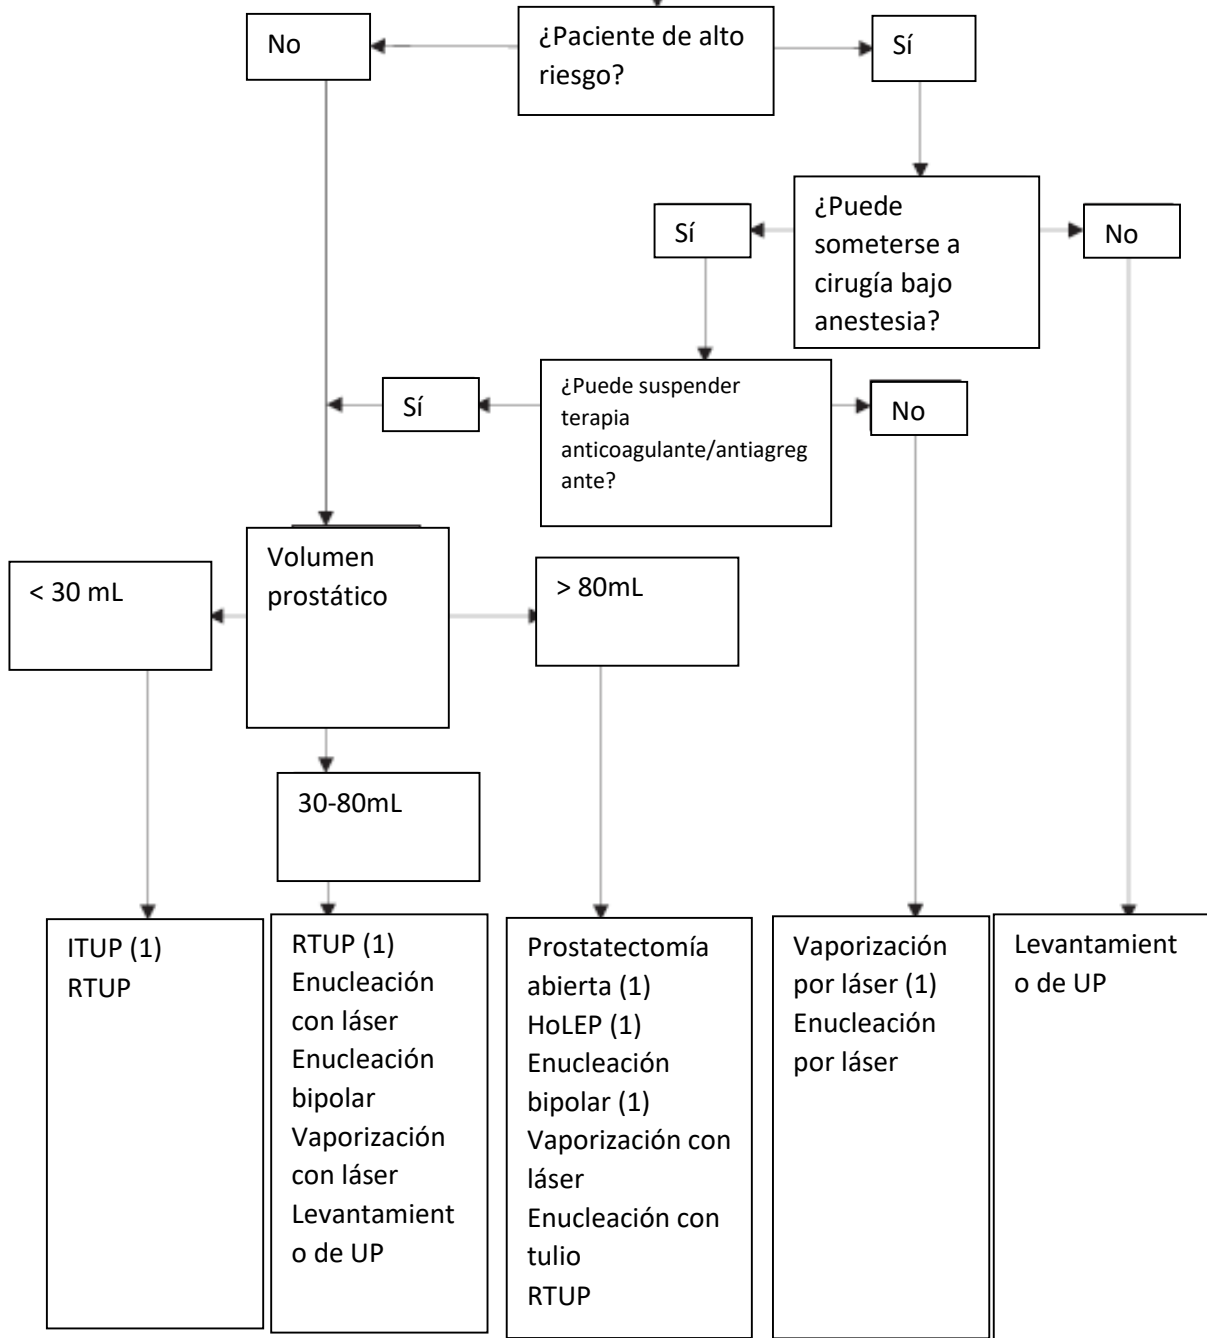 No
¿Paciente de alto
riesgo?
Sí
Sí
¿Puede
someterse a
cirugía bajo
anestesia?
No
Sí
¿Puede suspender
terapia
anticoagulante/antiagreg
ante?
No
< 30 mL
Volumen
prostático
> 80mL
30-80mL
ITUP (1)
RTUP
RTUP (1)
Enucleación
con láser
Enucleación
bipolar
Vaporización
con láser
Levantamient
o de UP
Prostatectomía
abierta (1)
HoLEP (1)
Enucleación
bipolar (1)
Vaporización con
láser
Enucleación con
tulio
RTUP
Vaporización
por láser (1)
Enucleación
por láser
Levantamient
o de UP